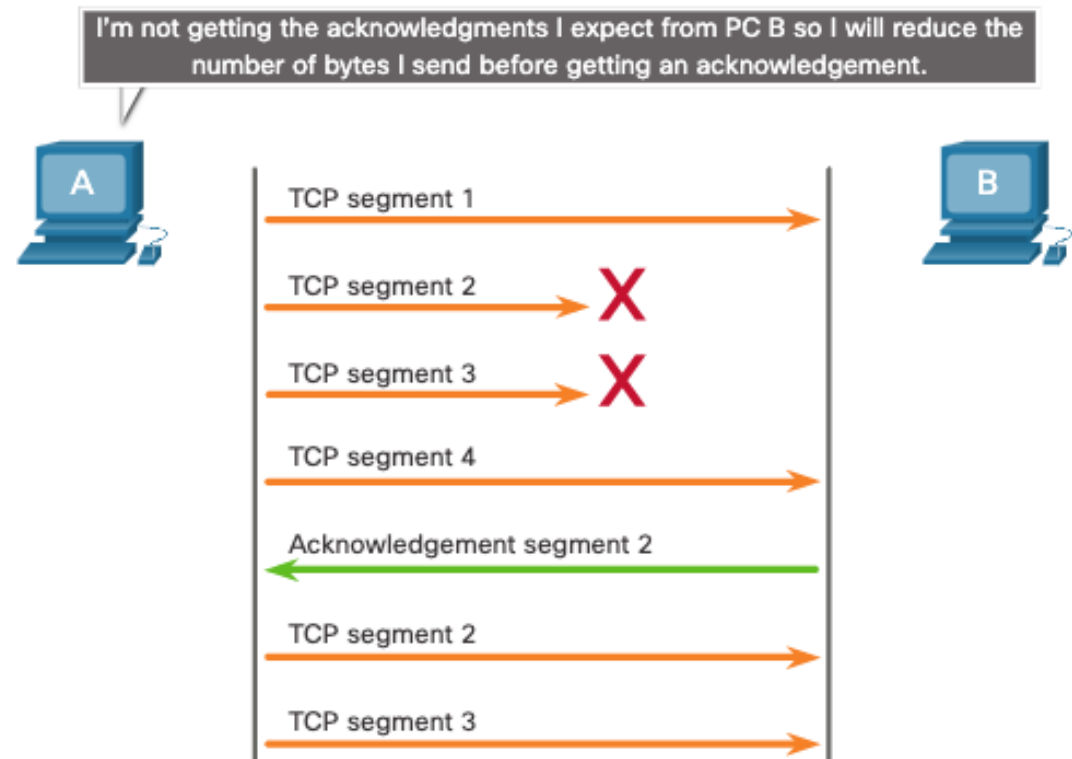 I'm not getting the acknowledgments I expect from PC B so I will reduce the
number of bytes I send before getting an acknowledgement.
A
B
TCP segment 1
TCP segment 2
X
TCP segment 3
X
TCP segment 4
Acknowledgement segment 2
TCP segment 2
TCP segment 3